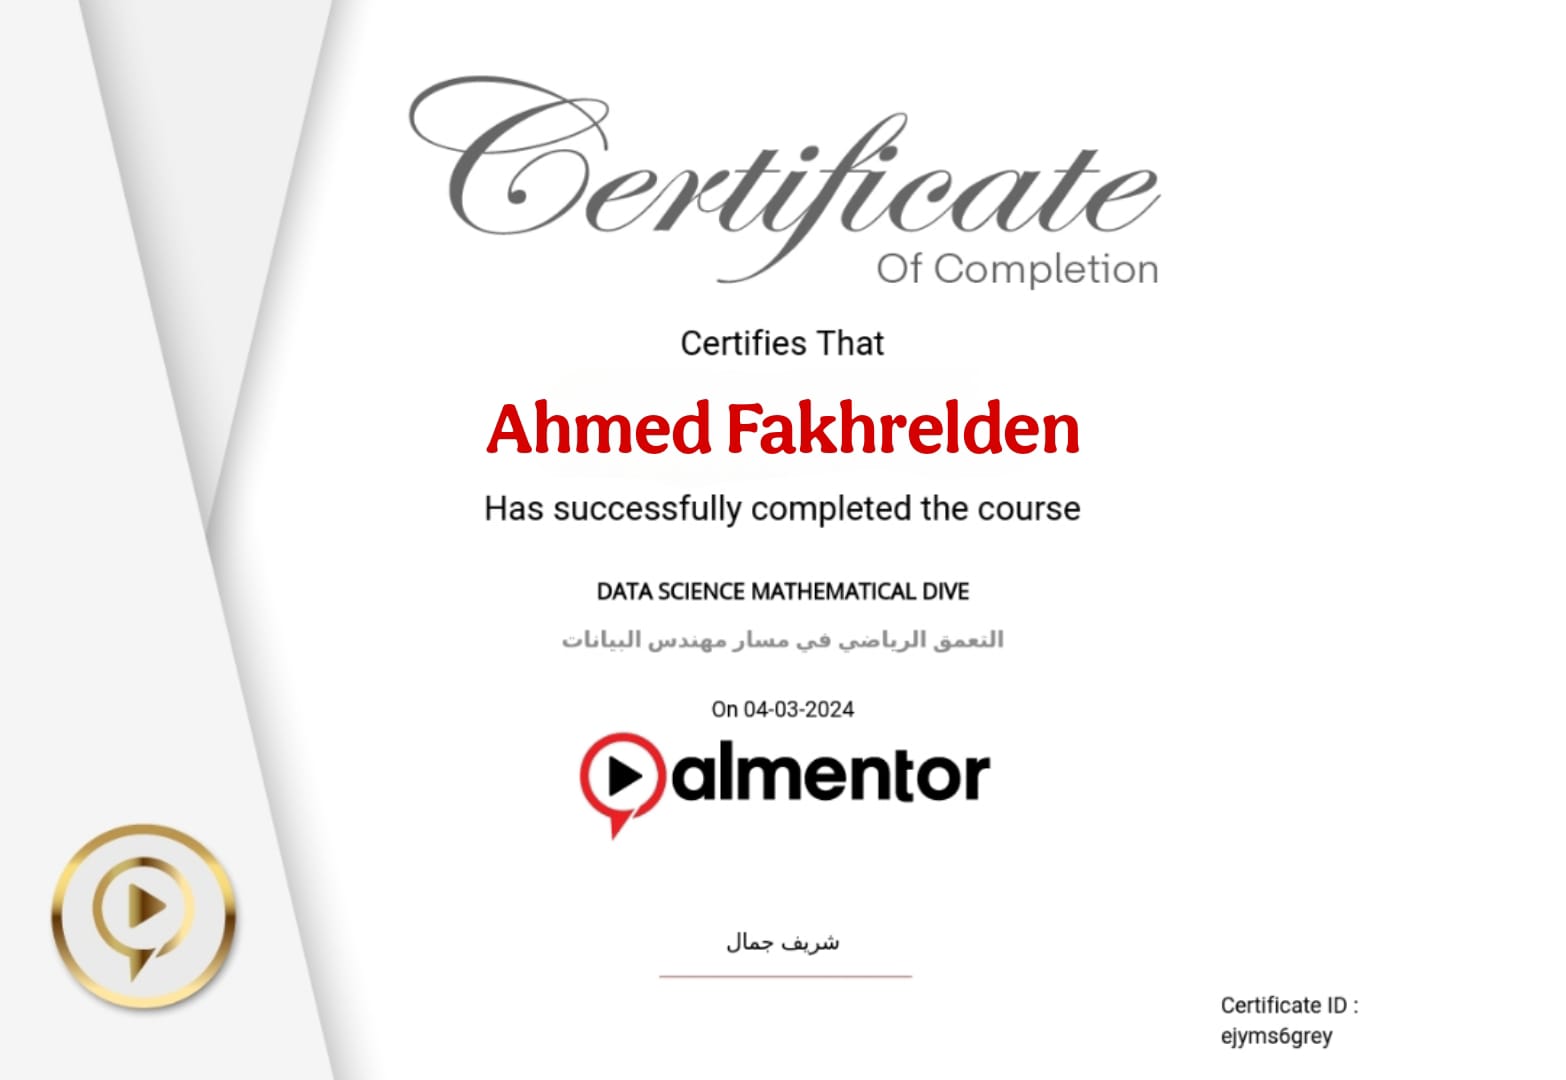 Certificate
Of Completion
Certifies That
Ahmed Fakhrelden
Has successfully completed the course
DATA SCIENCE MATHEMATICAL DIVE
التعمق الرياضي في مسار مهندس البيانات
On 04-03-2024
almentor
شريف جمال
Certificate ID :
ejyms6grey